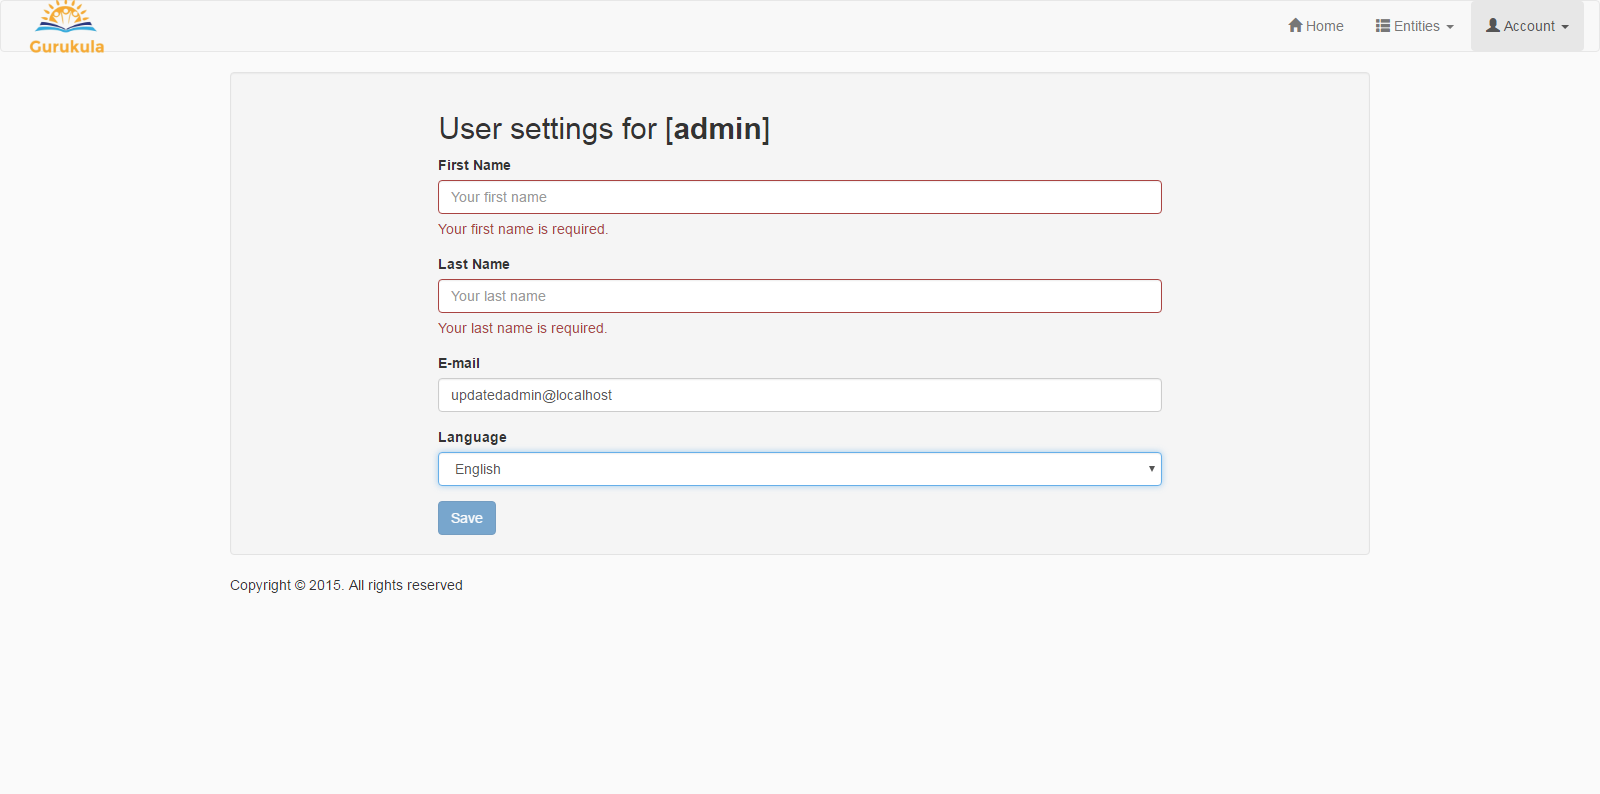 Gurukula
Home Entities Account
User settings for [admin]
First Name
Your first name
Your first name is required.
Last Name
Your last name
Your last name is required.
E-mail
updatedadmin@localhost
Language
English
Save
Copyright © 2015. All rights reserved